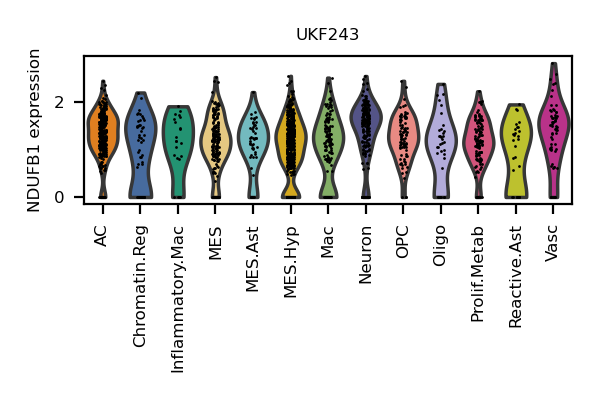 UKF243
NDUFB1 expression
2
0
AC
Chromatin.Reg
Inflammatory.Mac
MES
MES.Ast
MES.Hyp
Mac
Neuron
OPC
Oligo
Prolif.Metab
Reactive.Ast
Vasc